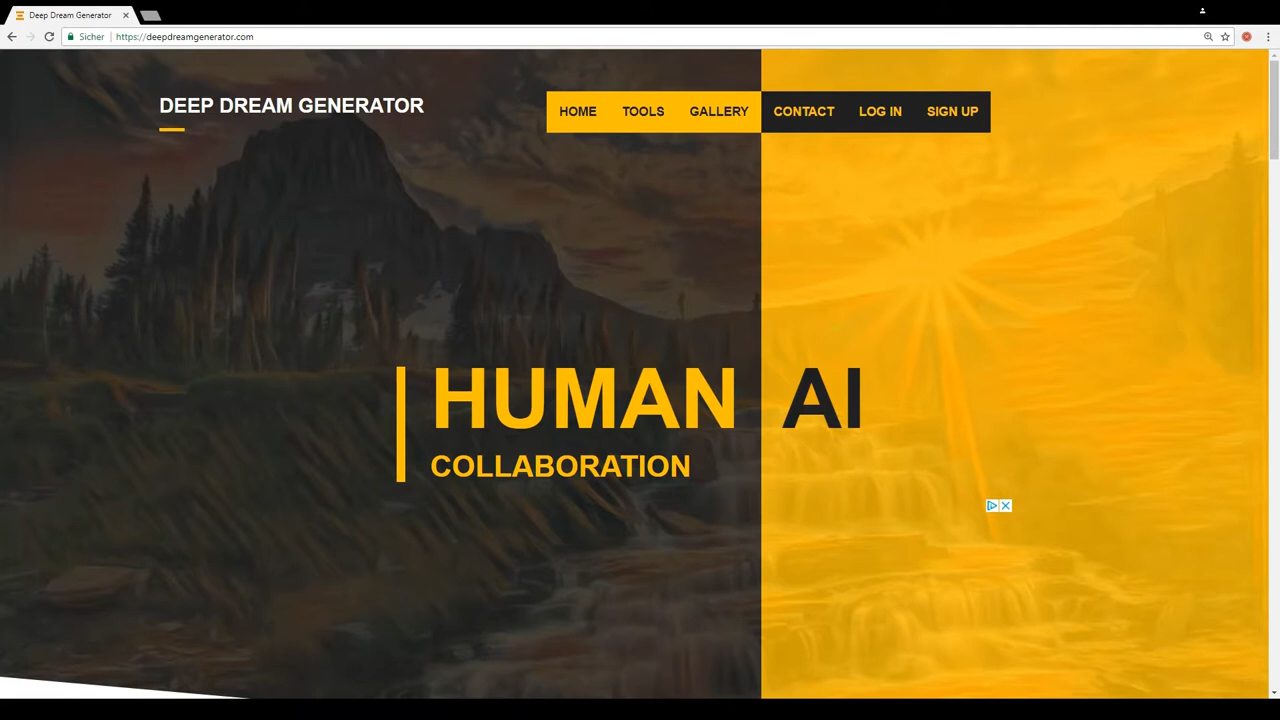 Deep Dream Generator
Sicher https://deepdreamgenerator.com
DEEP DREAM GENERATOR
HOME TOOLS GALLERY CONTACT LOG IN SIGN UP
HUMAN AI
COLLABORATION